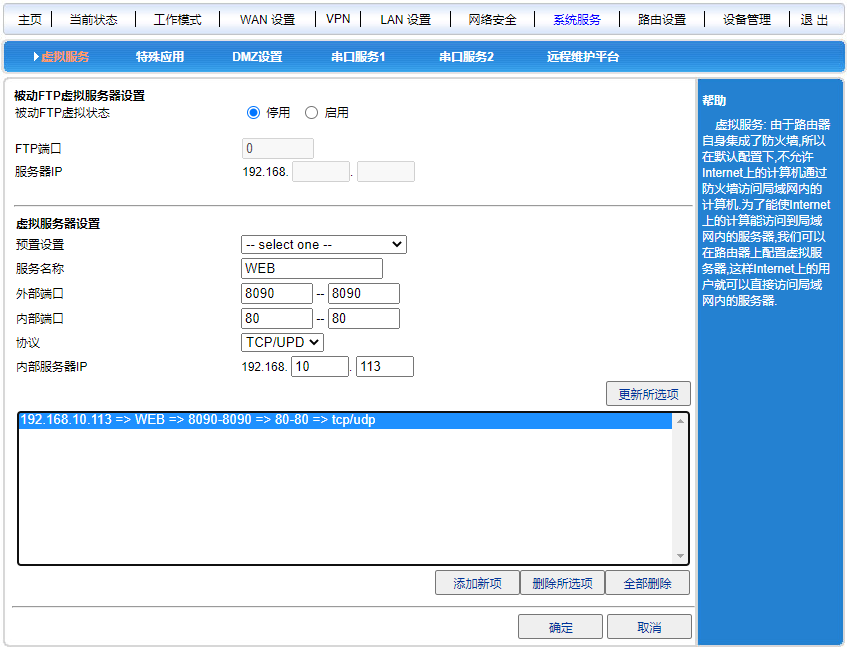 主页 当前状态 工作模式 WAN 设置 VPN LAN 设置 网络安全 系统服务 路由设置 设备管理 退 出
虚拟服务 特殊应用 DMZ设置 串口服务1 串口服务2 远程维护平台
被动FTP虚拟服务器设置
被动FTP虚拟状态 停用 启用
FTP端口 0
服务器IP 192.168. .
虚拟服务器设置
预置设置 -- select one --
服务名称 WEB
外部端口 8090 -- 8090
内部端口 80 -- 80
协议 TCP/UPD
内部服务器IP 192.168. 10 . 113
更新所选项
192.168.10.113 => WEB => 8090-8090 => 80-80 => tcp/udp
添加新项 删除所选项 全部删除
确定 取消
帮助
虚拟服务: 由于路由器
自身集成了防火墙,所以
在默认配置下,不允许
Internet上的计算机通过
防火墙访问局域网内的
计算机.为了能使Internet
上的计算能访问到局域
网内的服务器,我们可以
在路由器上配置虚拟服
务器,这样Internet上的用
户就可以直接访问局域
网内的服务器.